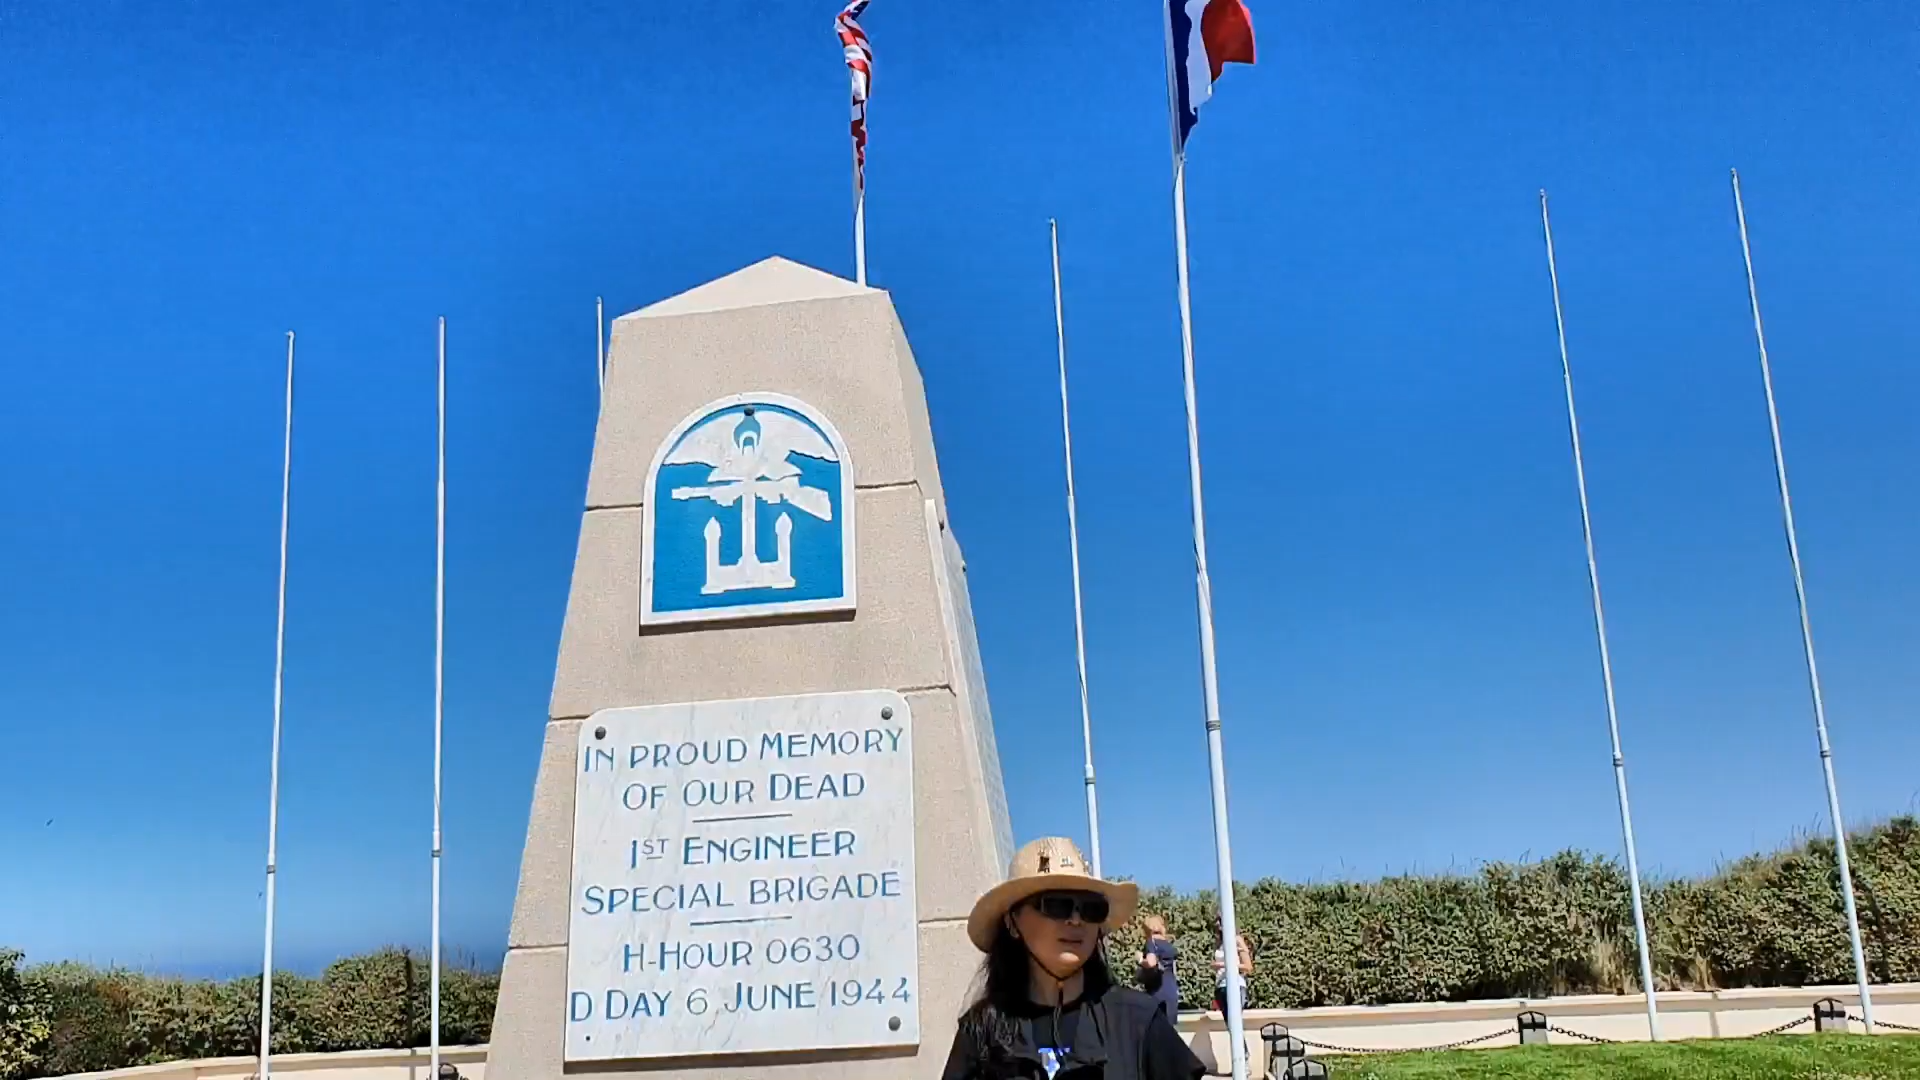 IN PROUD MEMORY
OF OUR DEAD
1ST ENGINEER
SPECIAL BRIGADE
H-HOUR 0630
D DAY 6 JUNE 1944